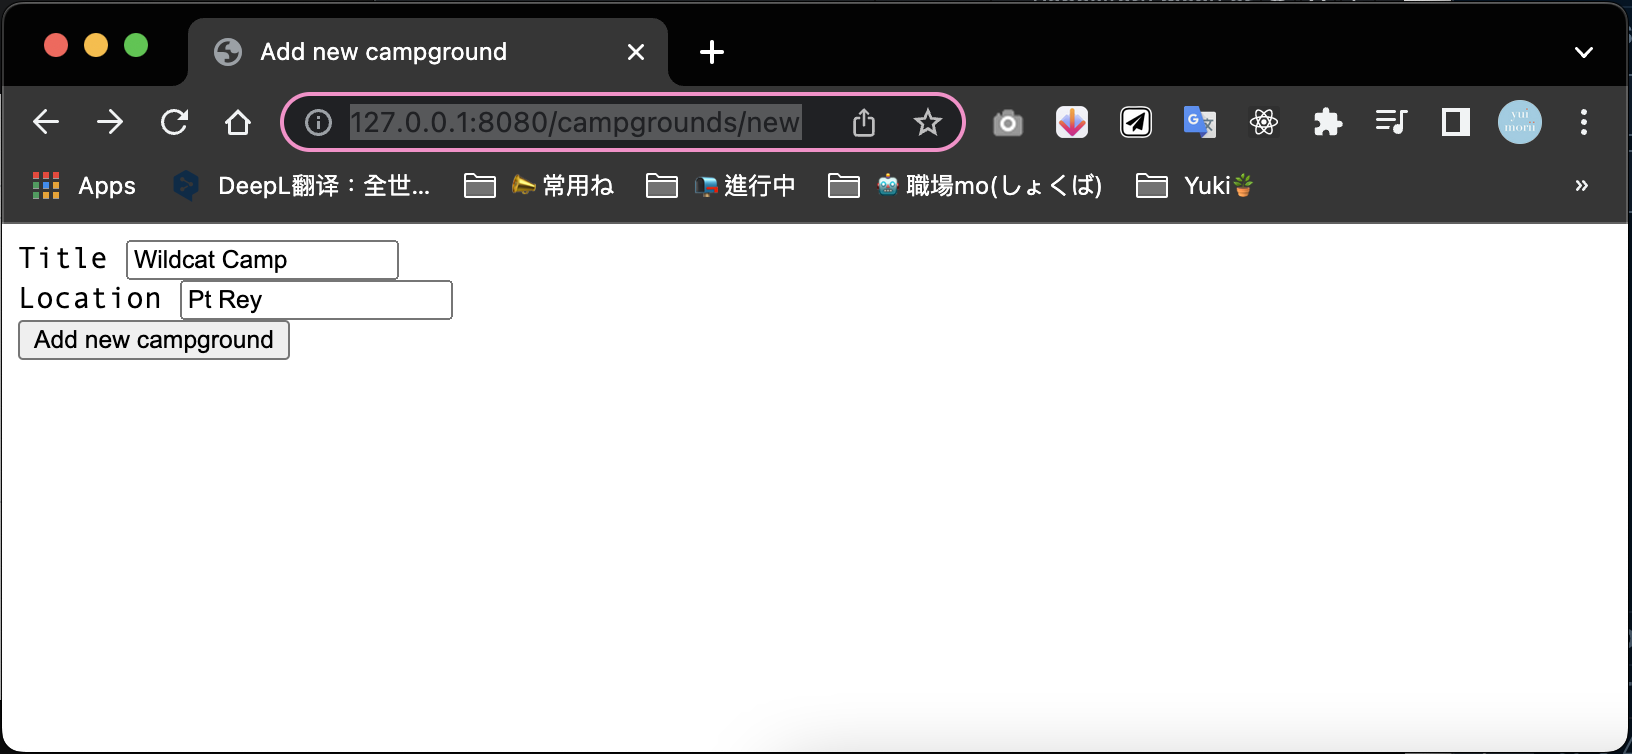 Add new campground
127.0.0.1:8080/campgrounds/new
Apps DeepL翻译：全世... 常用ね 進行中 職場mo(しょくば) Yuki »
Title Wildcat Camp
Location Pt Rey
Add new campground